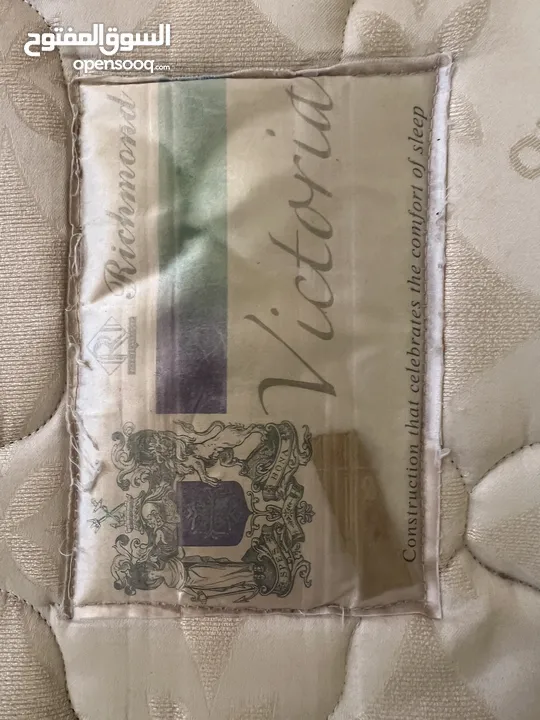 السوق المفتوح
opensooq.com
Richmond
Victoria
Construction that celebrates the comfort of sleep